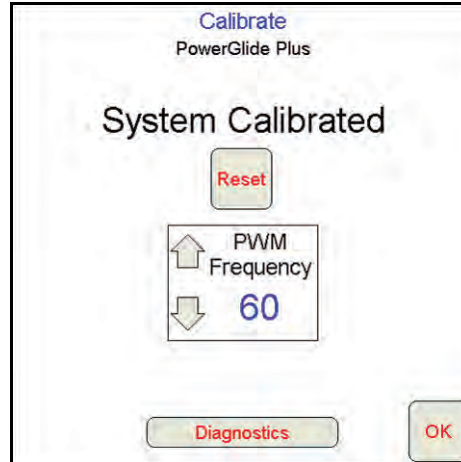 Calibrate
PowerGlide Plus
System Calibrated
Reset
PWM
Frequency
60
Diagnostics
OK